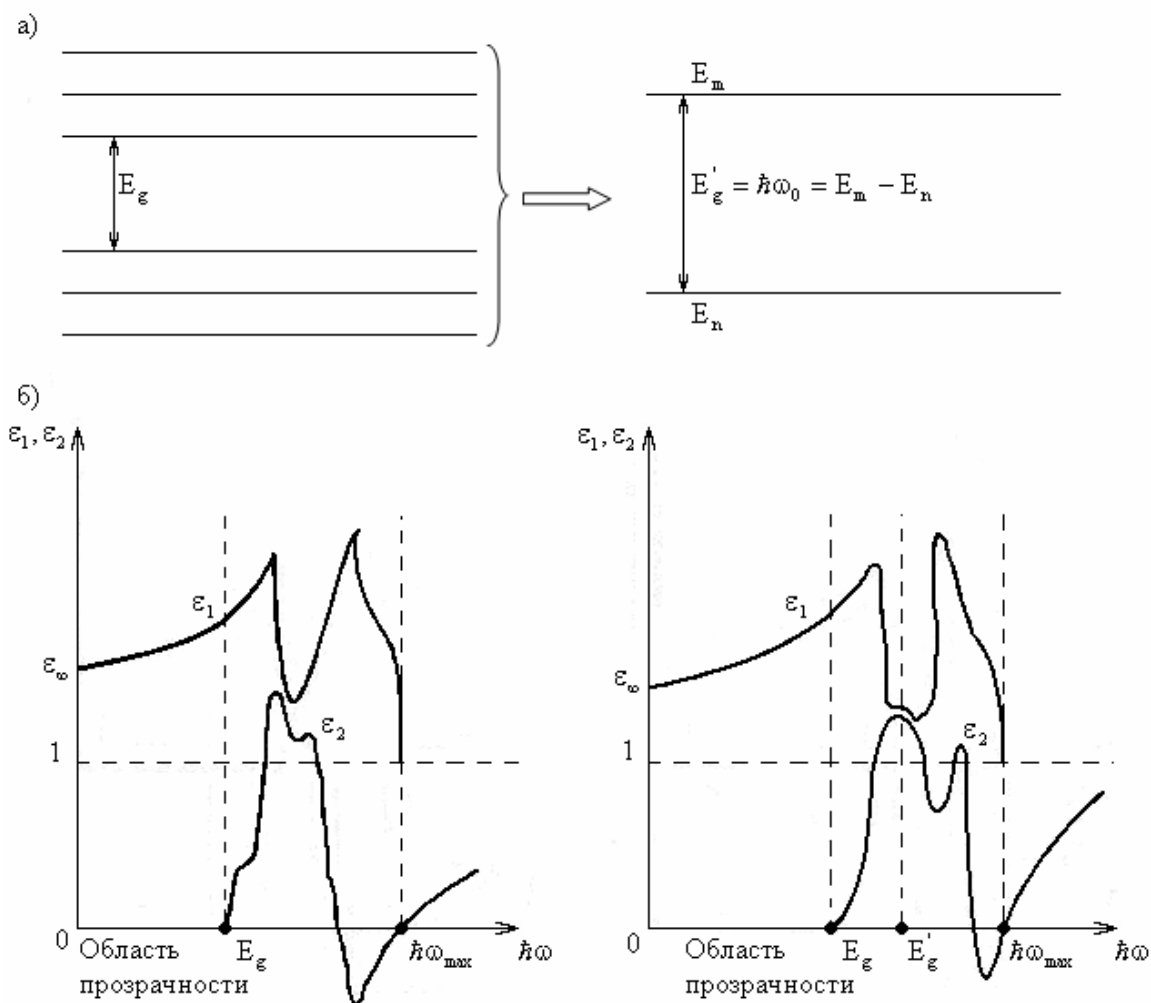 а)
E_g
E_m
E'_g = ħω_0 = E_m − E_n
E_n
б)
ε_1, ε_2
ε_1
ε_∞
ε_2
1
0
Область
прозрачности
E_g
ħω_max
ħω
ε_1, ε_2
ε_1
ε_∞
ε_2
1
0
Область
прозрачности
E_g
E'_g
ħω_max
ħω